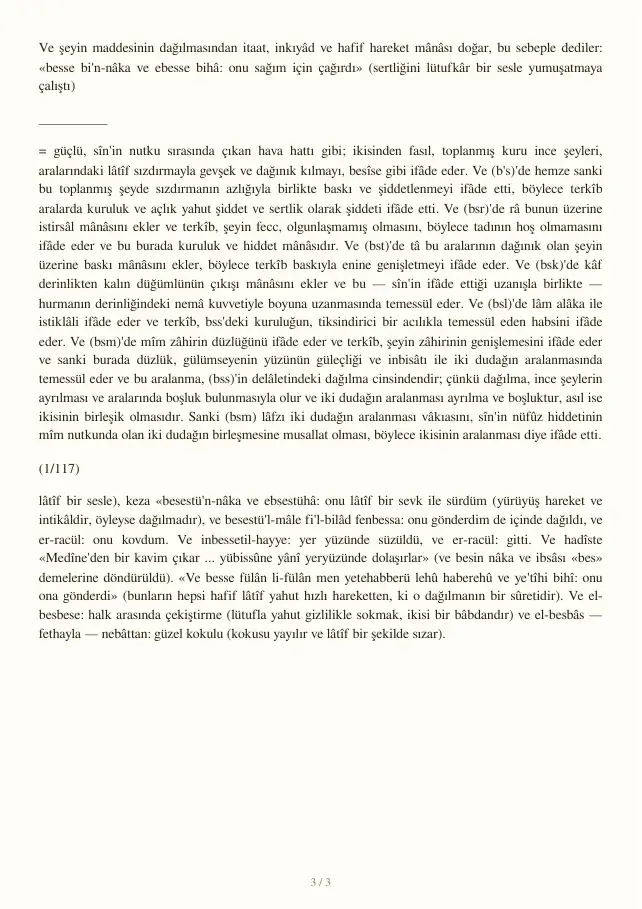 Ve şeyin maddesinin dağılmasından itaat, inkıyâd ve hafif hareket mânâsı doğar, bu sebeple dediler:
«besse bi'n-nâka ve ebesse bihâ: onu sağım için çağırdı» (sertliğini lütufkâr bir sesle yumuşatmaya
çalıştı)
= güçlü, sîn'in nutku sırasında çıkan hava hattı gibi; ikisinden fasıl, toplanmış kuru ince şeyleri,
aralarındaki lâtîf sızdırmayla gevşek ve dağınık kılmayı, besîse gibi ifâde eder. Ve (b's)'de hemze sanki
bu toplanmış şeyde sızdırmanın azlığıyla birlikte baskı ve şiddetlenmeyi ifâde etti, böylece terkîb
aralarda kuruluk ve açlık yahut şiddet ve sertlik olarak şiddeti ifâde etti. Ve (bsr)'de râ bunun üzerine
istirsâl mânâsını ekler ve terkîb, şeyin fecc, olgunlaşmamış olmasını, böylece tadının hoş olmamasını
ifâde eder ve bu burada kuruluk ve hiddet mânâsıdır. Ve (bst)'de tâ bu aralarının dağınık olan şeyin
üzerine baskı mânâsını ekler, böylece terkîb baskıyla enine genişletmeyi ifâde eder. Ve (bsk)'de kâf
derinlikten kalın düğümlünün çıkışı mânâsını ekler ve bu — sîn'in ifâde ettiği uzanışla birlikte —
hurmanın derinliğindeki nemâ kuvvetiyle boyuna uzanmasında temessül eder. Ve (bsl)'de lâm alâka ile
istiklâli ifâde eder ve terkîb, bss'deki kuruluğun, tiksindirici bir acılıkla temessül eden habsini ifâde
eder. Ve (bsm)'de mîm zâhirin düzlüğünü ifâde eder ve terkîb, şeyin zâhirinin genişlemesini ifâde eder
ve sanki burada düzlük, gülümseyenin yüzünün güleçliği ve inbisâtı ile iki dudağın aralanmasında
temessül eder ve bu aralanma, (bss)'in delâletindeki dağılma cinsindendir; çünkü dağılma, ince şeylerin
ayrılması ve aralarında boşluk bulunmasıyla olur ve iki dudağın aralanması ayrılma ve boşluktur, asıl ise
ikisinin birleşik olmasıdır. Sanki (bsm) lâfzı iki dudağın aralanması vâkıasını, sîn'in nüfûz hiddetinin
mîm nutkunda olan iki dudağın birleşmesine musallat olması, böylece ikisinin aralanması diye ifâde etti.
(1/117)
lâtîf bir sesle), keza «besestü'n-nâka ve ebsestühâ: onu lâtîf bir sevk ile sürdüm (yürüyüş hareket ve
intikâldir, öyleyse dağılmadır), ve besestü'l-mâle fi'l-bilâd fenbessa: onu gönderdim de içinde dağıldı, ve
er-racül: onu kovdum. Ve inbessetil-hayye: yer yüzünde süzüldü, ve er-racül: gitti. Ve hadîste
«Medîne'den bir kavim çıkar ... yübissûne yânî yeryüzünde dolaşırlar» (ve besin nâka ve ibsâsı «bes»
demelerine döndürüldü). «Ve besse fülân li-fülân men yetehabberü lehû haberehû ve ye'tîhi bihî: onu
ona gönderdi» (bunların hepsi hafif lâtîf yahut hızlı hareketten, ki o dağılmanın bir sûretidir). Ve el-
besbese: halk arasında çekiştirme (lütufla yahut gizlilikle sokmak, ikisi bir bâbdandır) ve el-besbâs —
fethayla — nebâttan: güzel kokulu (kokusu yayılır ve lâtîf bir şekilde sızar).
3 / 3